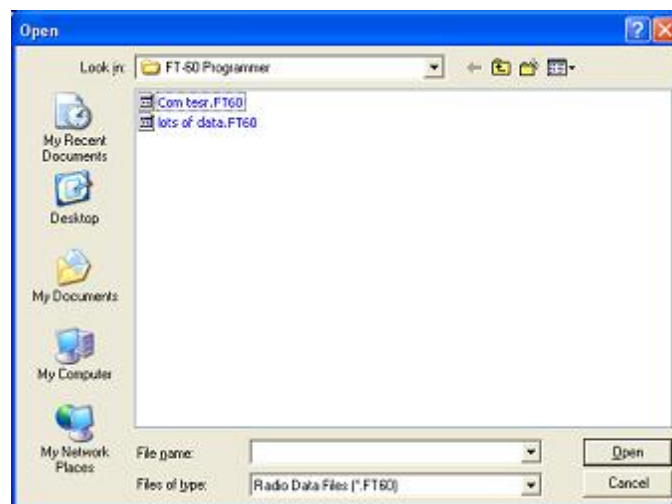 Open
Look in: FT-60 Programmer
Com tesr.FT60
lots of data.FT60
My Recent
Documents
Desktop
My Documents
My Computer
My Network
Places
File name:
Open
Files of type: Radio Data Files (*.FT60)
Cancel